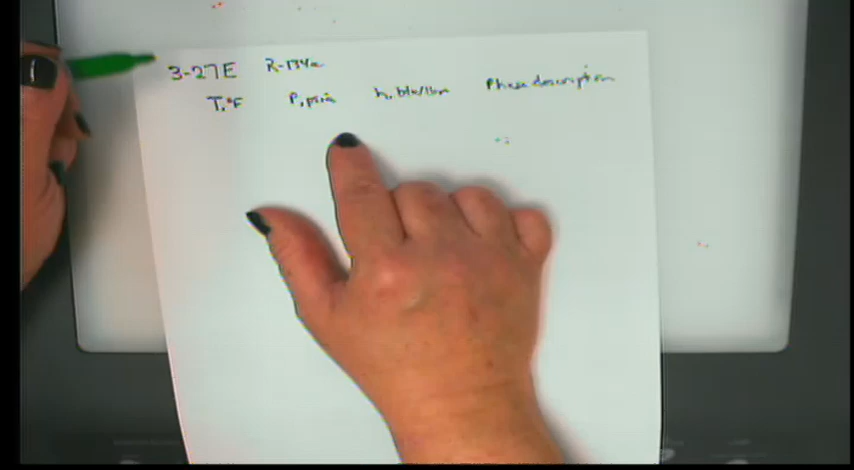 3-27E R-134a
T, °F P, psia h, btu/lbm Phase description